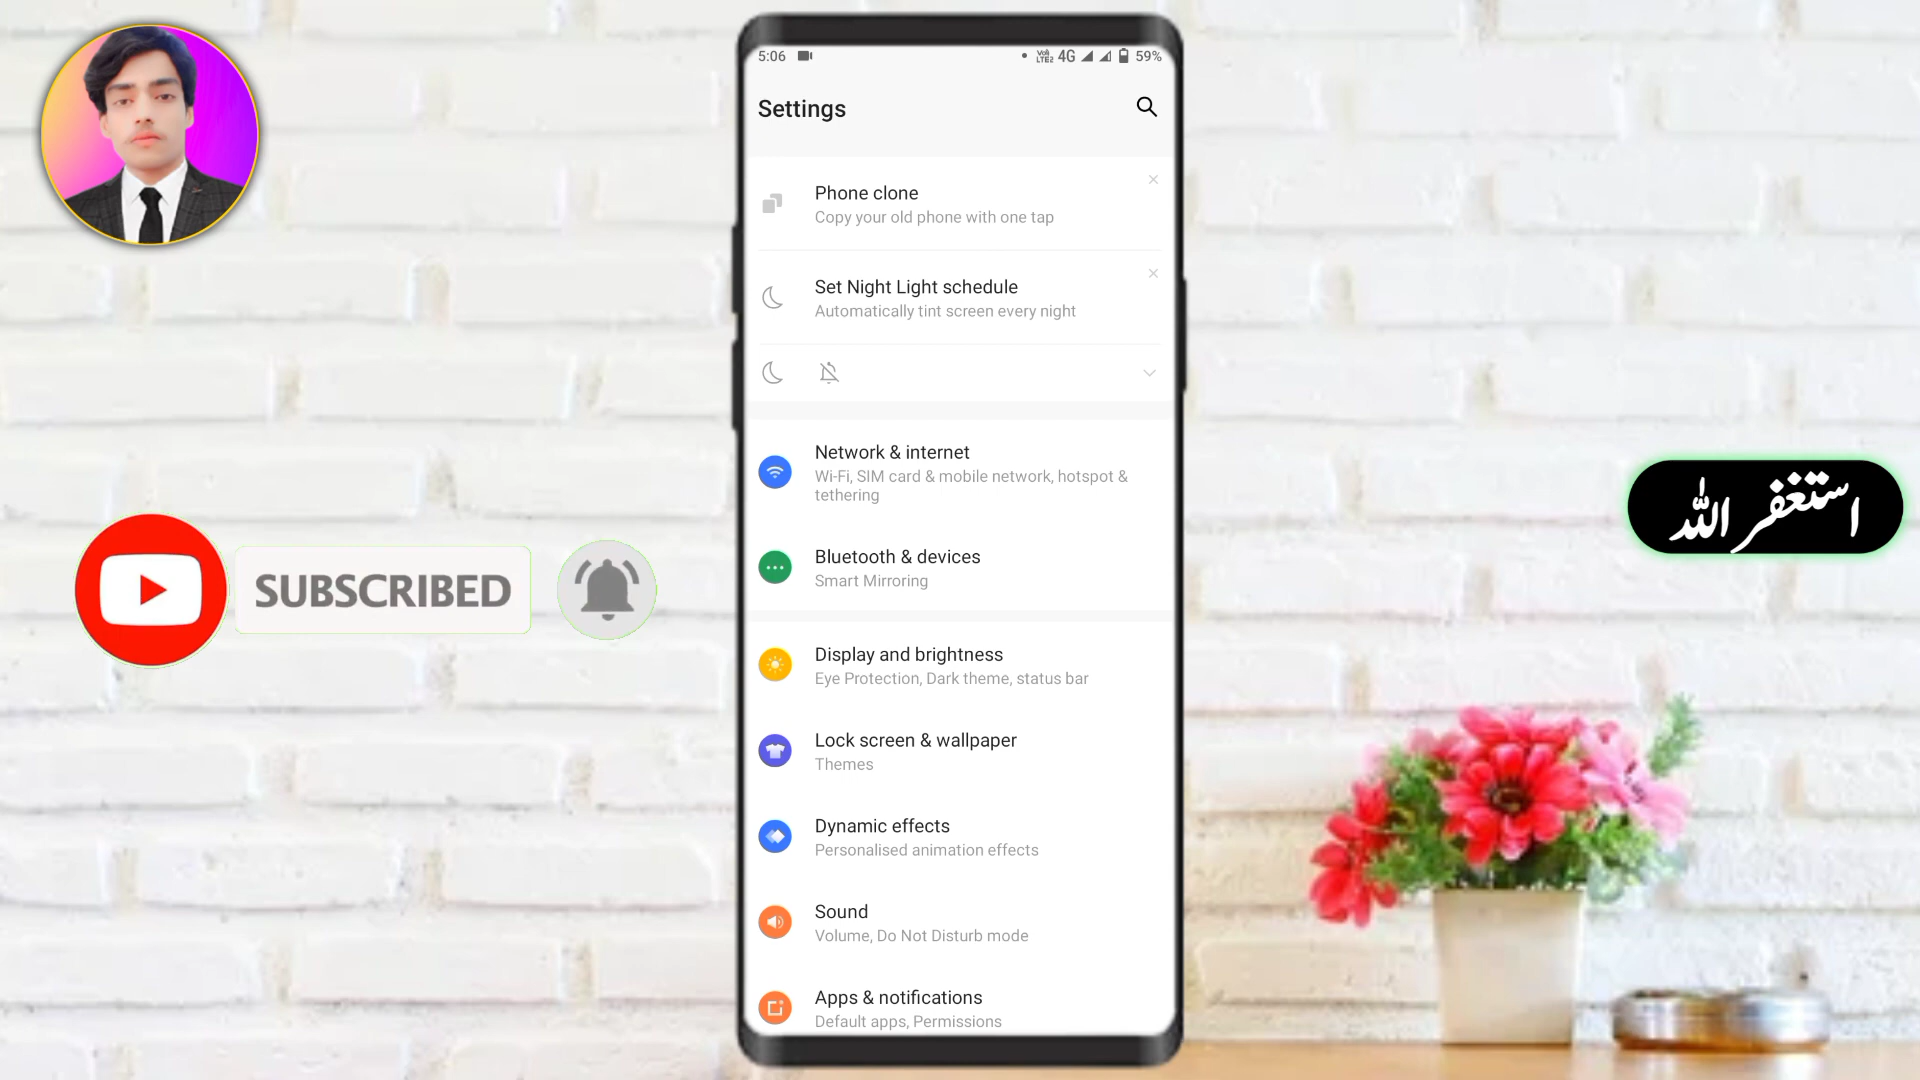 5:06
VoI) LTE2 4G 59%
Settings
Phone clone
Copy your old phone with one tap
Set Night Light schedule
Automatically tint screen every night
Network & internet
Wi-Fi, SIM card & mobile network, hotspot &
tethering
Bluetooth & devices
Smart Mirroring
Display and brightness
Eye Protection, Dark theme, status bar
Lock screen & wallpaper
Themes
Dynamic effects
Personalised animation effects
Sound
Volume, Do Not Disturb mode
Apps & notifications
Default apps, Permissions
SUBSCRIBED
استغفر الله